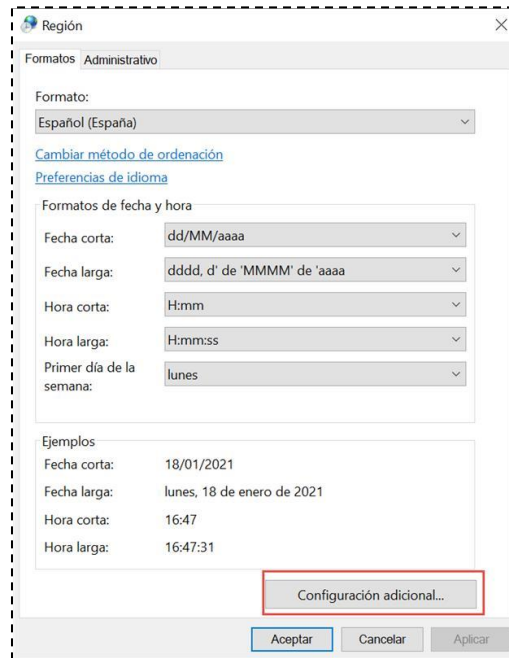 Región
Formatos Administrativo
Formato:
Español (España)
Cambiar método de ordenación
Preferencias de idioma
Formatos de fecha y hora
Fecha corta: dd/MM/aaaa
Fecha larga: dddd, d' de 'MMMM' de 'aaaa
Hora corta: H:mm
Hora larga: H:mm:ss
Primer día de la
semana: lunes
Ejemplos
Fecha corta: 18/01/2021
Fecha larga: lunes, 18 de enero de 2021
Hora corta: 16:47
Hora larga: 16:47:31
Configuración adicional...
Aceptar Cancelar Aplicar